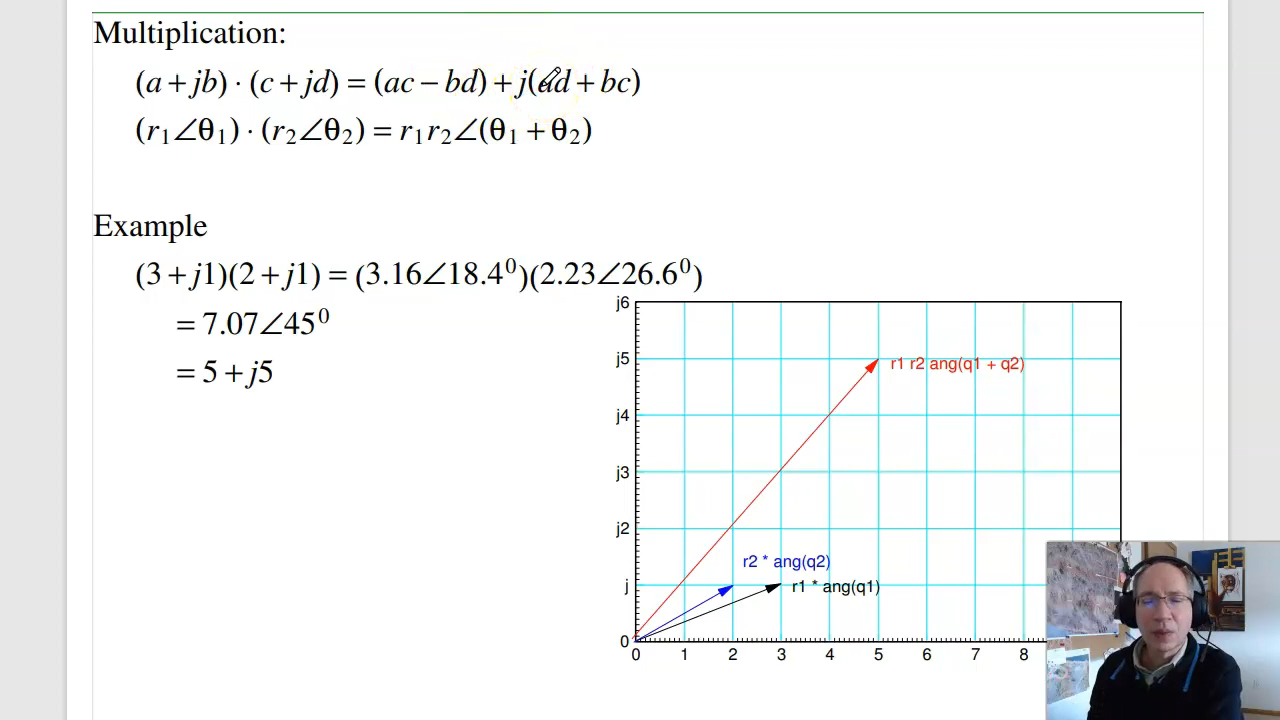 Multiplication:
(a + jb) · (c + jd) = (ac − bd) + j(ad + bc)
(r₁∠θ₁) · (r₂∠θ₂) = r₁r₂∠(θ₁ + θ₂)
Example
(3 + j1)(2 + j1) = (3.16∠18.4⁰)(2.23∠26.6⁰)
= 7.07∠45⁰
= 5 + j5
j6
j5
r1 r2 ang(q1 + q2)
j4
j3
j2
r2 * ang(q2)
j
r1 * ang(q1)
0
0 1 2 3 4 5 6 7 8